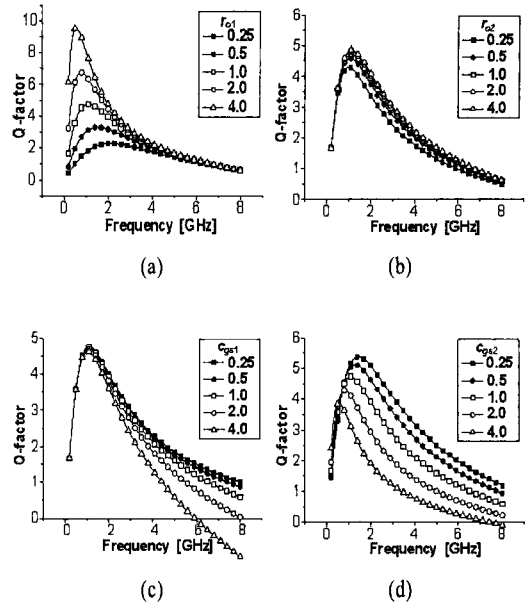 10
8
6
4
2
0
Q-factor
r_o1
0.25
0.5
1.0
2.0
4.0
0 2 4 6 8
Frequency [GHz]
(a)
6
5
4
3
2
1
0
Q-factor
r_o2
0.25
0.5
1.0
2.0
4.0
0 2 4 6 8
Frequency [GHz]
(b)
5
4
3
2
1
0
Q-factor
c_gs1
0.25
0.5
1.0
2.0
4.0
0 2 4 6 8
Frequency [GHz]
(c)
6
5
4
3
2
1
0
Q-factor
c_gs2
0.25
0.5
1.0
2.0
4.0
0 2 4 6 8
Frequency [GHz]
(d)